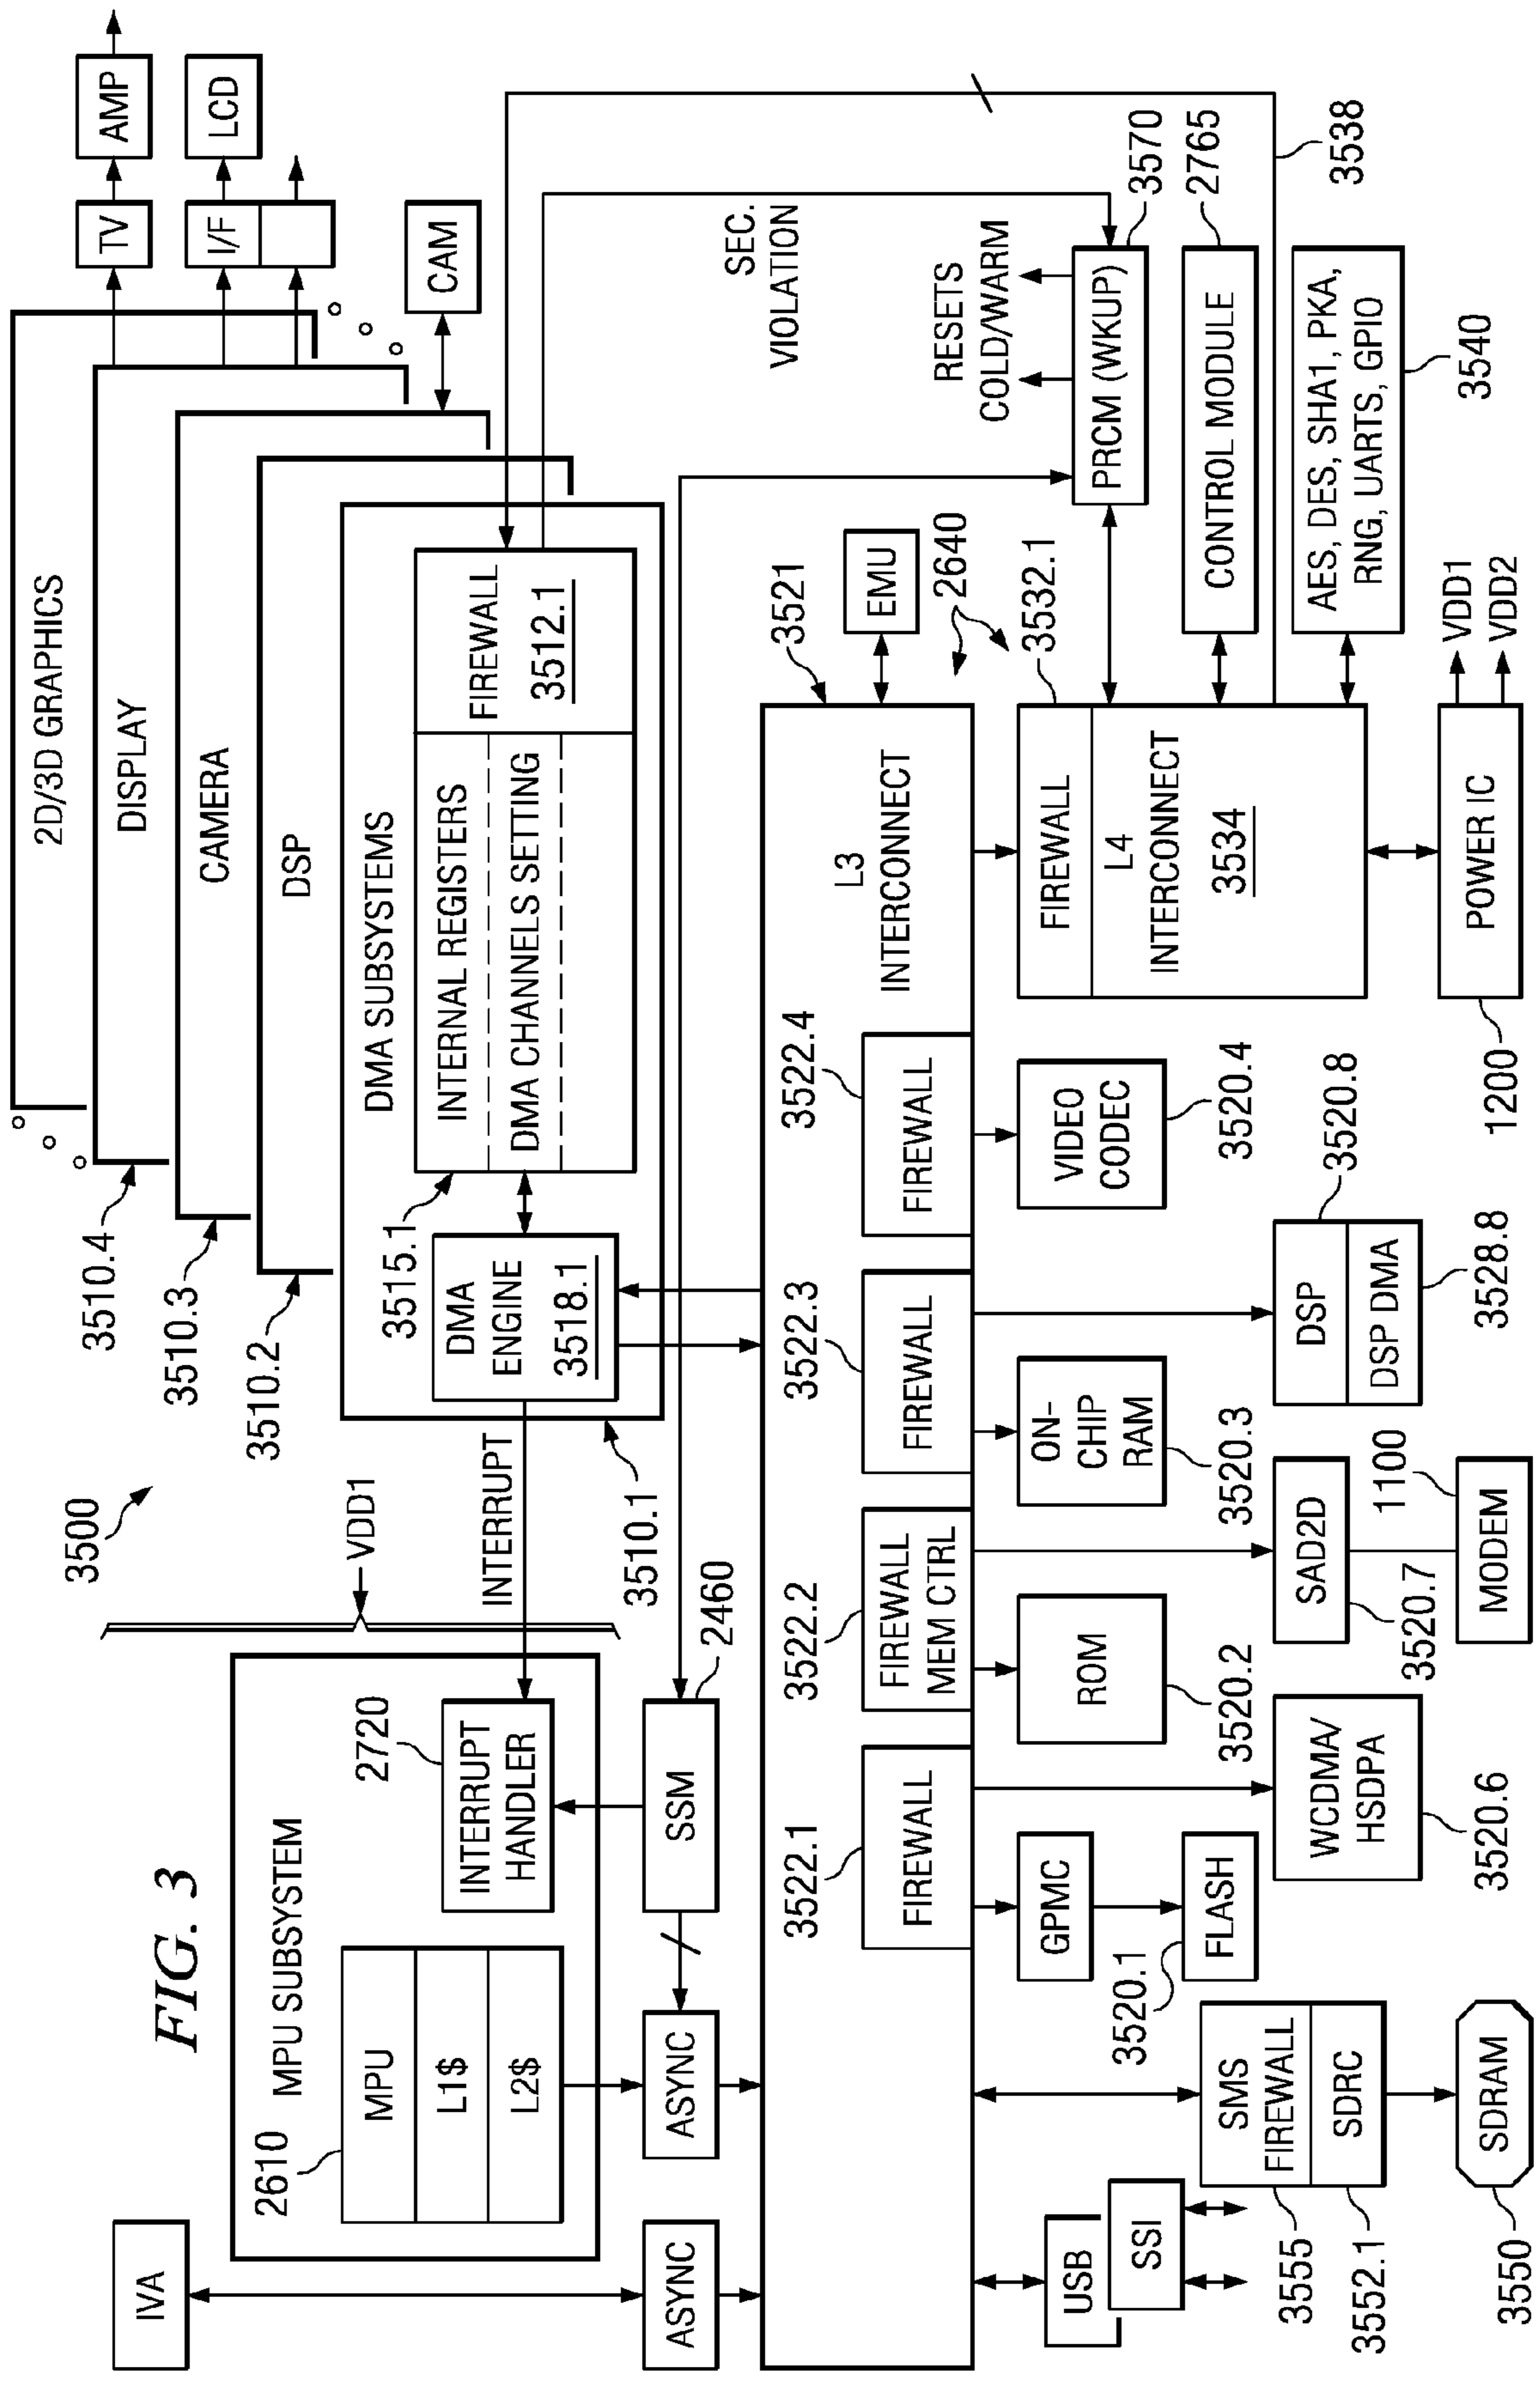 FIG. 3
3500
IVA
MPU SUBSYSTEM
2610
MPU
L1$
L2$
2720
INTERRUPT
HANDLER
VDD1
INTERRUPT
ASYNC
ASYNC
SSM
2460
3510.4
3510.3
3510.2
3510.1
2D/3D GRAPHICS
DISPLAY
CAMERA
DSP
DMA SUBSYSTEMS
3515.1
DMA
ENGINE
3518.1
INTERNAL REGISTERS
DMA CHANNELS SETTING
FIREWALL
3512.1
TV
AMP
I/F
LCD
CAM
SEC.
VIOLATION
RESETS
COLD/WARM
L3
INTERCONNECT
3521
EMU
2640
3522.1
FIREWALL
3522.2
FIREWALL
MEM CTRL
3522.3
FIREWALL
3522.4
FIREWALL
3532.1
FIREWALL
L4
INTERCONNECT
3534
PRCM (WKUP)
3570
CONTROL MODULE
2765
AES, DES, SHA1, PKA,
RNG, UARTS, GPIO
3540
3538
USB
SSI
SMS
FIREWALL
SDRC
3555
3552.1
SDRAM
3550
GPMC
FLASH
3520.1
WCDMA/
HSDPA
3520.6
ROM
3520.2
SAD2D
3520.7
MODEM
1100
ON-
CHIP
RAM
3520.3
DSP
DSP DMA
3520.8
3528.8
VIDEO
CODEC
3520.4
POWER IC
1200
VDD1
VDD2